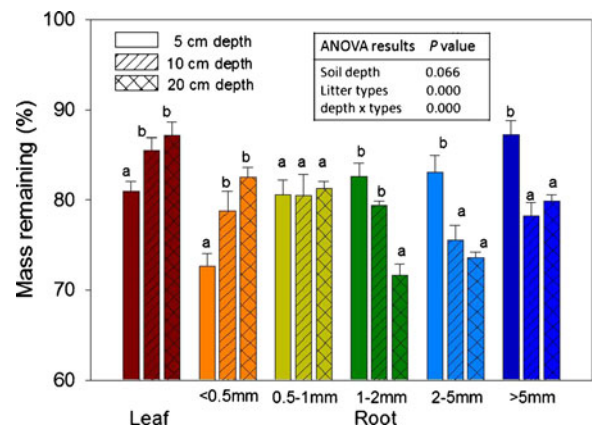 100
90
80
70
60
Mass remaining (%)
5 cm depth
10 cm depth
20 cm depth
ANOVA results P value
Soil depth 0.066
Litter types 0.000
depth x types 0.000
a b b
a b b
a a a
b b a
b a a
b a a
<0.5mm 0.5-1mm 1-2mm 2-5mm >5mm
Leaf Root